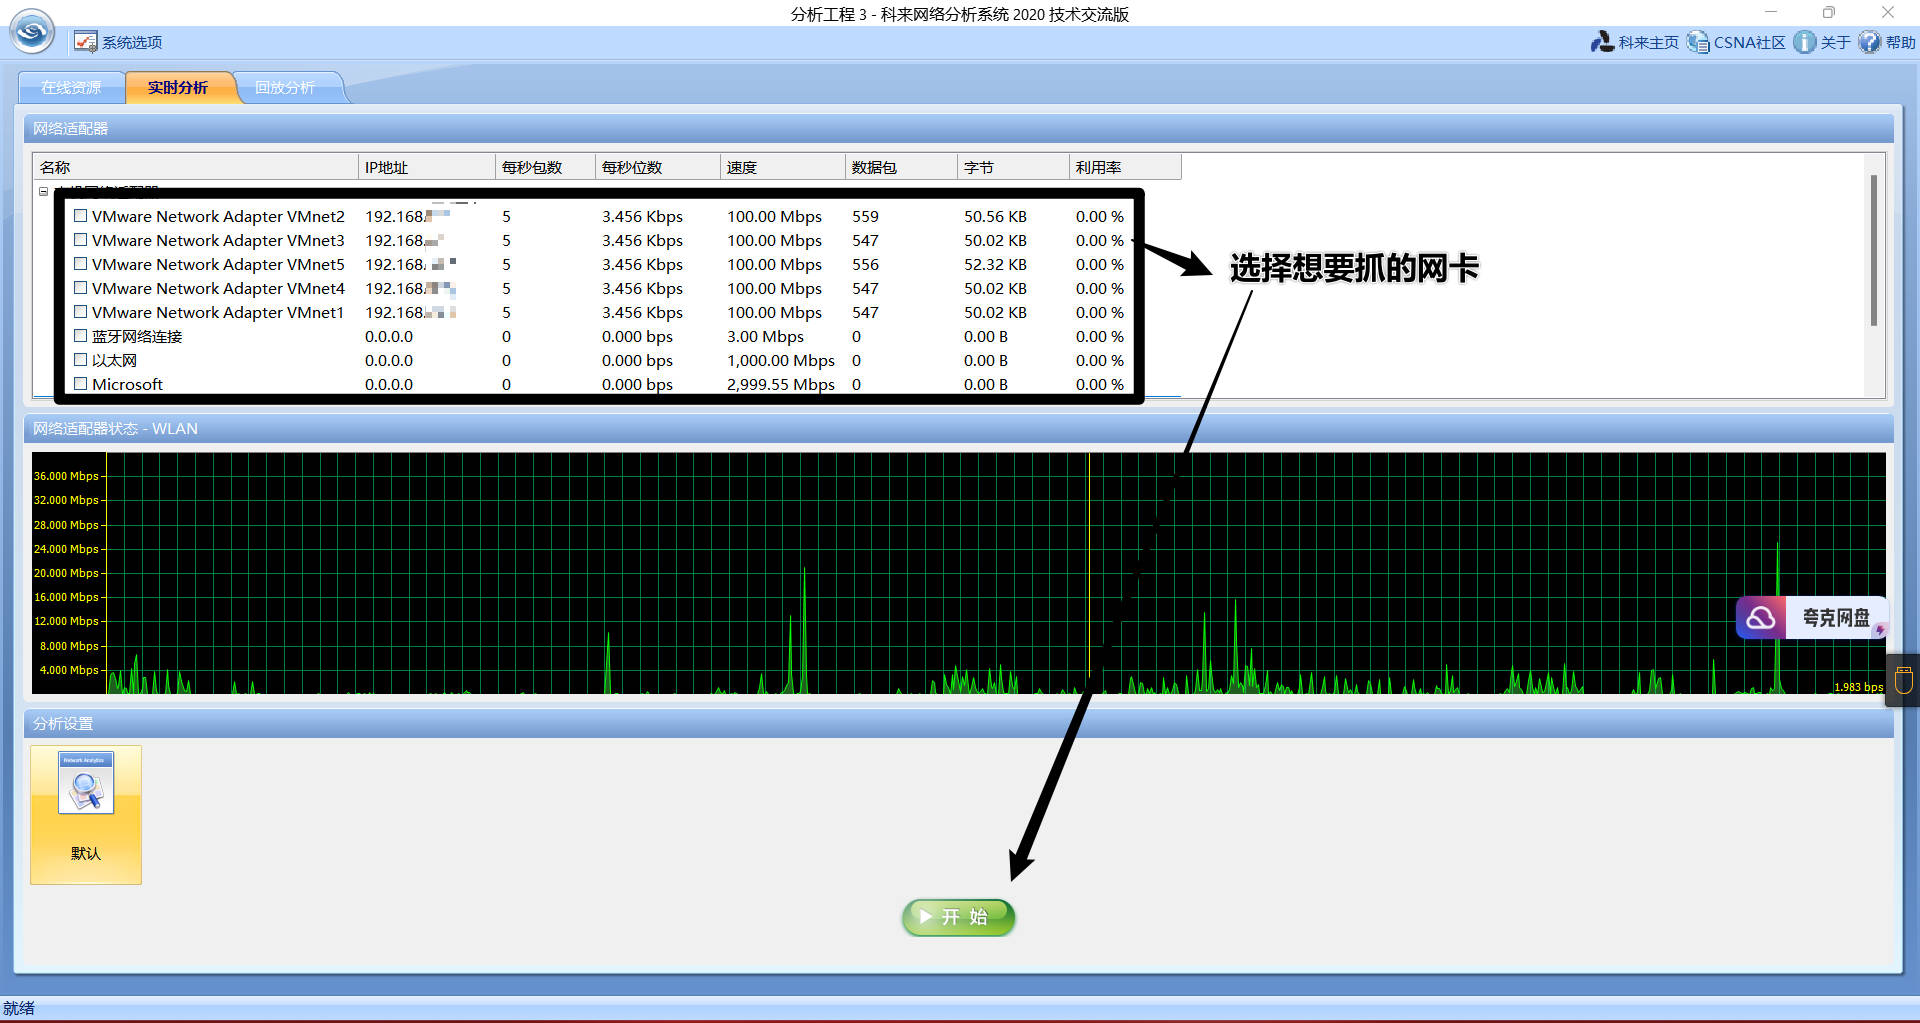 分析工程 3 - 科来网络分析系统 2020 技术交流版
系统选项
科来主页 CSNA社区 关于 帮助
在线资源 实时分析 回放分析
网络适配器
名称 IP地址 每秒包数 每秒位数 速度 数据包 字节 利用率
VMware Network Adapter VMnet2 192.168. 5 3.456 Kbps 100.00 Mbps 559 50.56 KB 0.00 %
VMware Network Adapter VMnet3 192.168. 5 3.456 Kbps 100.00 Mbps 547 50.02 KB 0.00 %
VMware Network Adapter VMnet5 192.168. 5 3.456 Kbps 100.00 Mbps 556 52.32 KB 0.00 %
VMware Network Adapter VMnet4 192.168. 5 3.456 Kbps 100.00 Mbps 547 50.02 KB 0.00 %
VMware Network Adapter VMnet1 192.168. 5 3.456 Kbps 100.00 Mbps 547 50.02 KB 0.00 %
蓝牙网络连接 0.0.0.0 0 0.000 bps 3.00 Mbps 0 0.00 B 0.00 %
以太网 0.0.0.0 0 0.000 bps 1,000.00 Mbps 0 0.00 B 0.00 %
Microsoft 0.0.0.0 0 0.000 bps 2,999.55 Mbps 0 0.00 B 0.00 %
选择想要抓的网卡
网络适配器状态 - WLAN
36.000 Mbps
32.000 Mbps
28.000 Mbps
24.000 Mbps
20.000 Mbps
16.000 Mbps
12.000 Mbps
8.000 Mbps
4.000 Mbps
夸克网盘
1.983 bps
分析设置
Network Analytics
默认
开 始
就绪